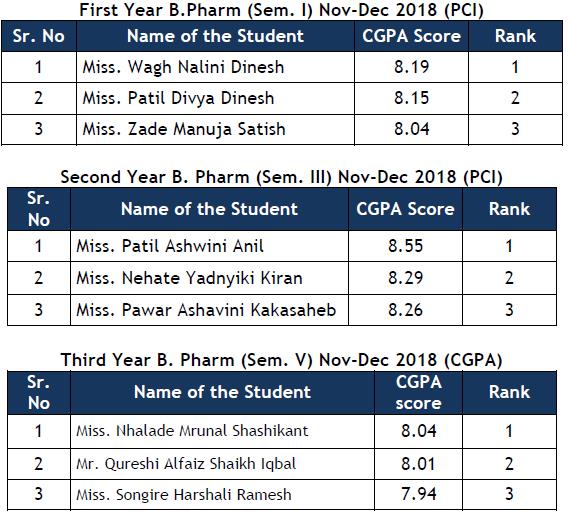 First Year B.Pharm (Sem. I) Nov-Dec 2018 (PCI)
Sr. No Name of the Student CGPA Score Rank
1 Miss. Wagh Nalini Dinesh 8.19 1
2 Miss. Patil Divya Dinesh 8.15 2
3 Miss. Zade Manuja Satish 8.04 3
Second Year B. Pharm (Sem. III) Nov-Dec 2018 (PCI)
Sr. No Name of the Student CGPA Score Rank
1 Miss. Patil Ashwini Anil 8.55 1
2 Miss. Nehate Yadnyiki Kiran 8.29 2
3 Miss. Pawar Ashavini Kakasaheb 8.26 3
Third Year B. Pharm (Sem. V) Nov-Dec 2018 (CGPA)
Sr. No Name of the Student CGPA score Rank
1 Miss. Nhalade Mrunal Shashikant 8.04 1
2 Mr. Qureshi Alfaiz Shaikh Iqbal 8.01 2
3 Miss. Songire Harshali Ramesh 7.94 3